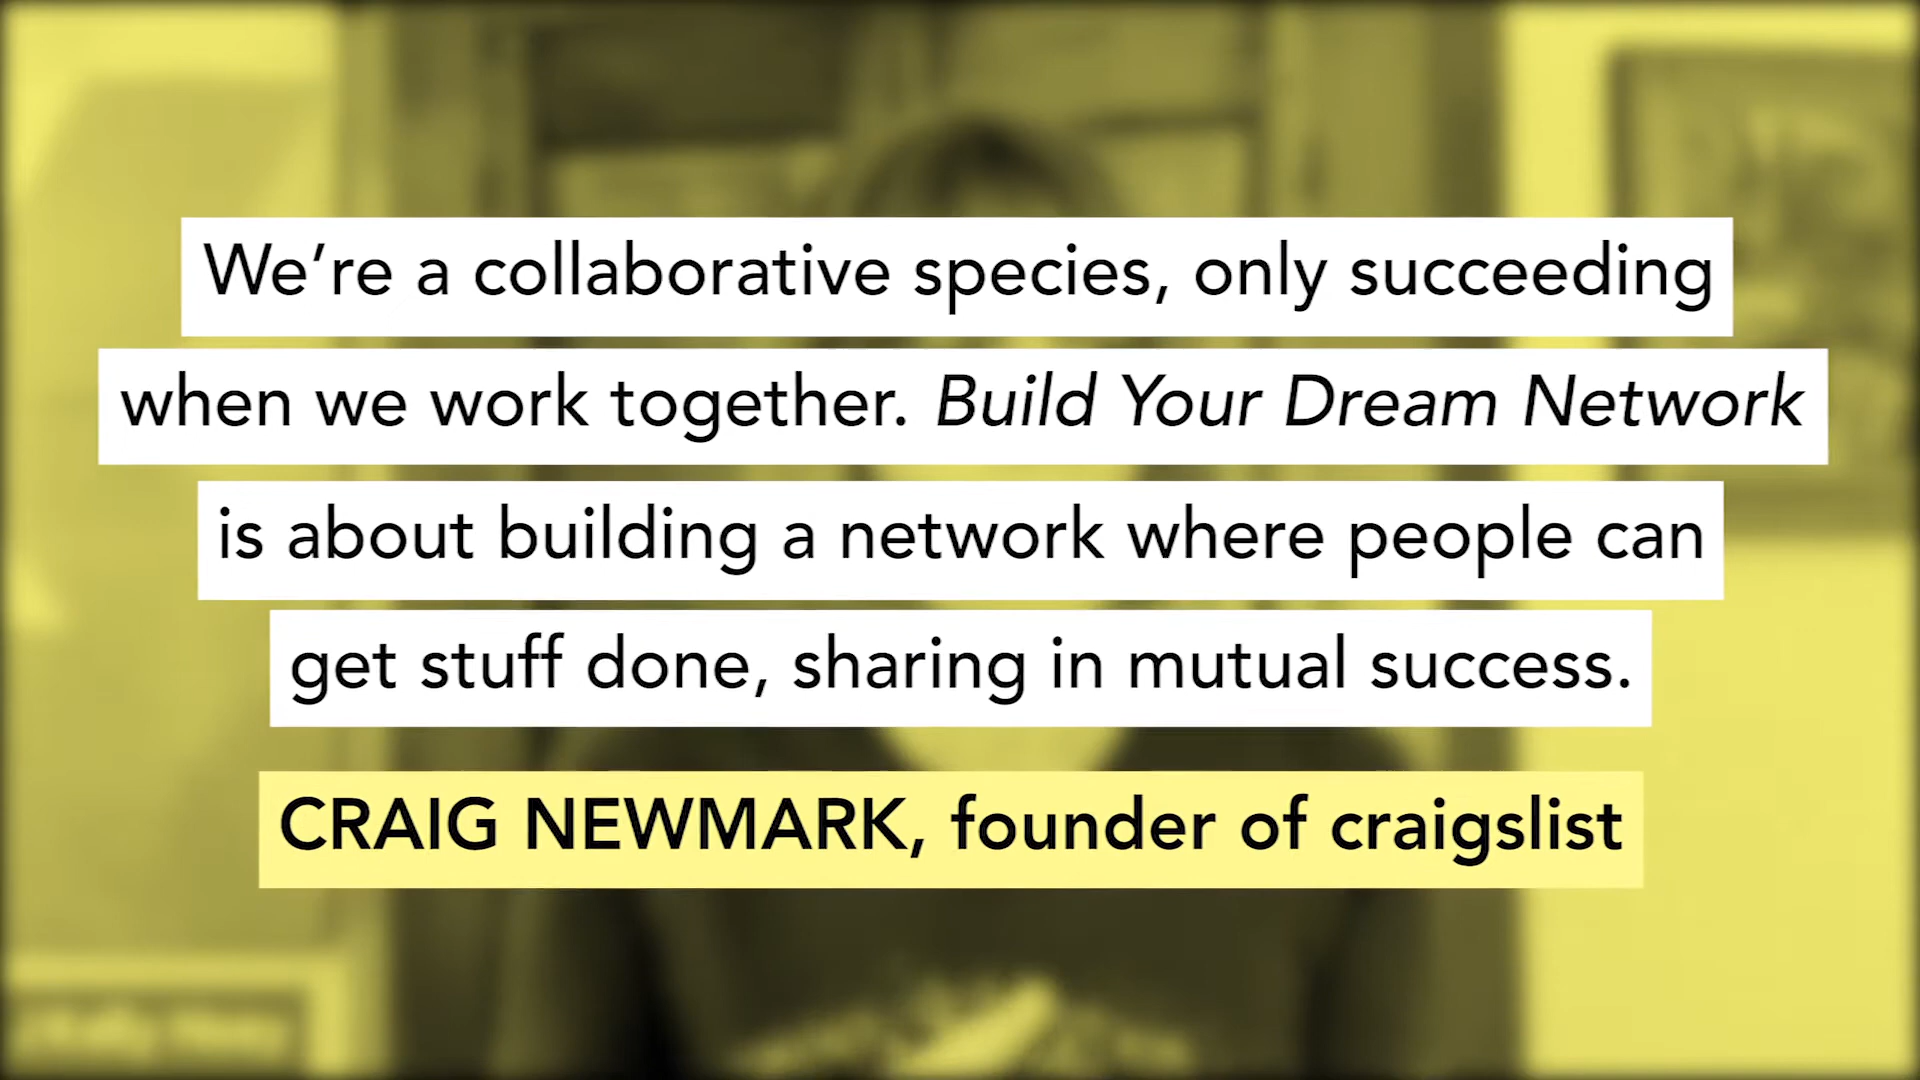 We’re a collaborative species, only succeeding
when we work together. Build Your Dream Network
is about building a network where people can
get stuff done, sharing in mutual success.
CRAIG NEWMARK, founder of craigslist